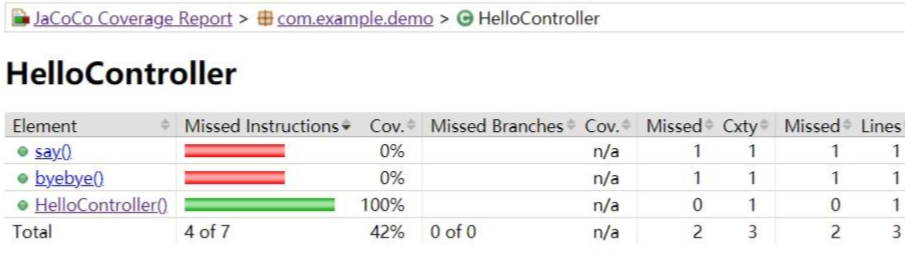 JaCoCo Coverage Report > com.example.demo > HelloController
HelloController
Element Missed Instructions Cov. Missed Branches Cov. Missed Cxty Missed Lines
say() 0% n/a 1 1 1 1
byebye() 0% n/a 1 1 1 1
HelloController() 100% n/a 0 1 0 1
Total 4 of 7 42% 0 of 0 n/a 2 3 2 3